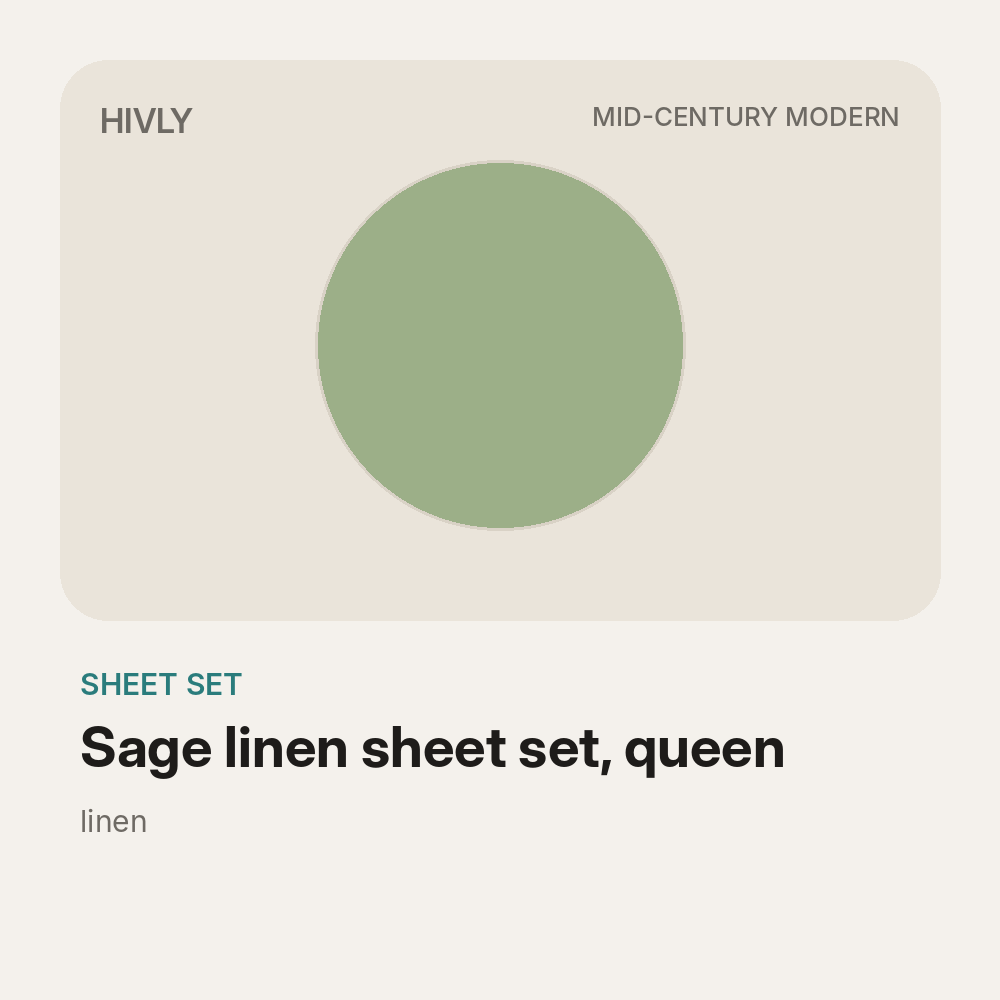 HIVLY
MID-CENTURY MODERN
SHEET SET
Sage linen sheet set, queen
linen